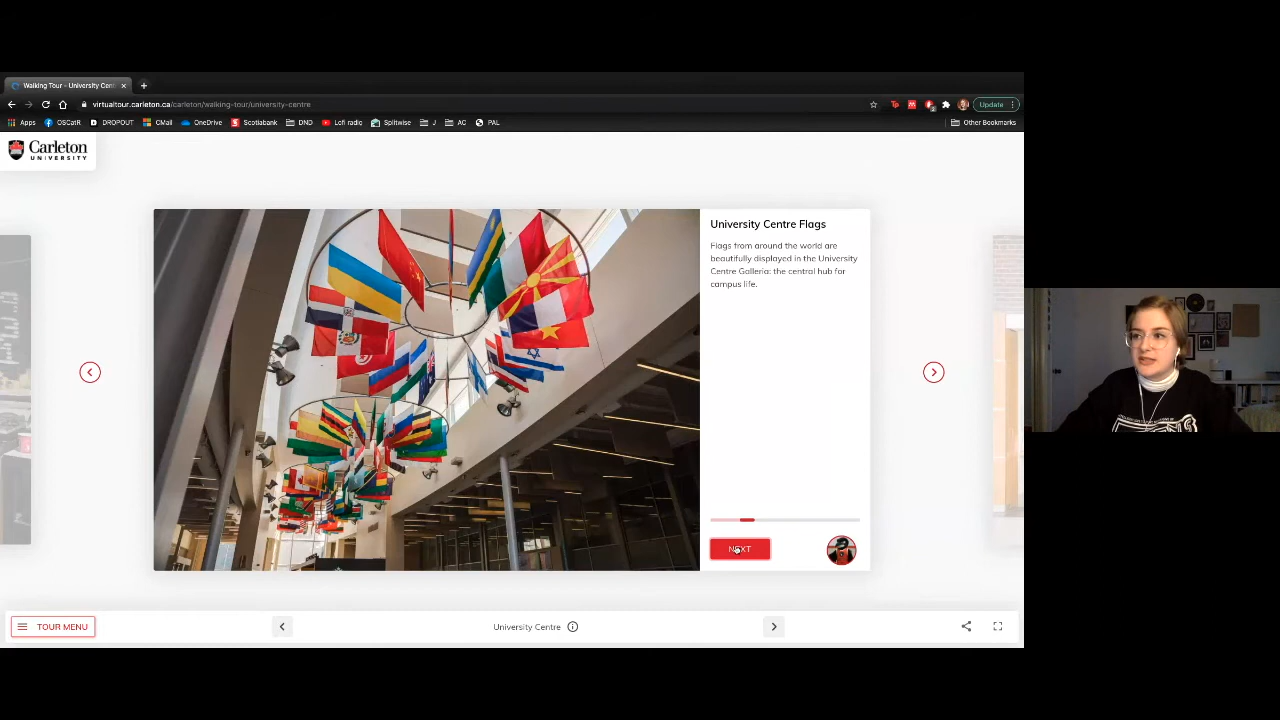 Walking Tour - University Cent
virtualtour.carleton.ca/carleton/walking-tour/university-centre
Update
Apps OSCatR DROPOUT CMail OneDrive Scotiabank DND Lofi radio Splitwise J AC PAL Other Bookmarks
Carleton
UNIVERSITY
University Centre Flags
Flags from around the world are
beautifully displayed in the University
Centre Galleria: the central hub for
campus life.
NEXT
TOUR MENU
University Centre